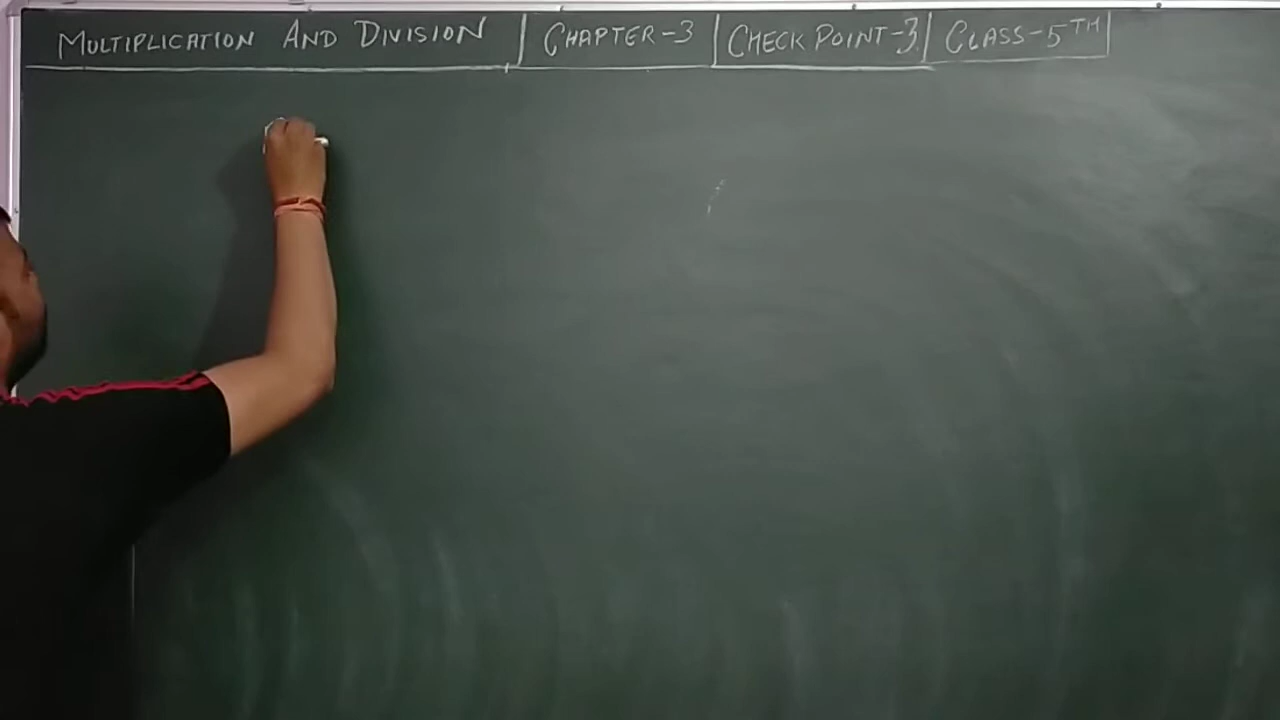 MULTIPLICATION AND DIVISION | CHAPTER-3 | CHECK POINT-3 | CLASS-5TH